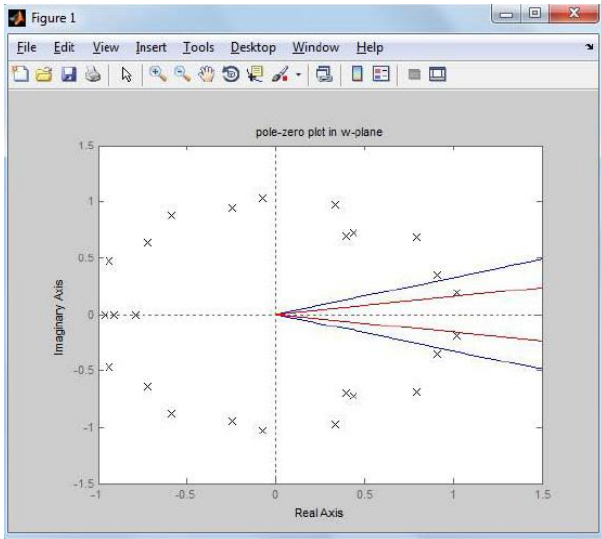 Figure 1
File Edit View Insert Tools Desktop Window Help
pole-zero plot in w-plane
1.5
1
0.5
0
-0.5
-1
-1.5
Imaginary Axis
-1 -0.5 0 0.5 1 1.5
Real Axis